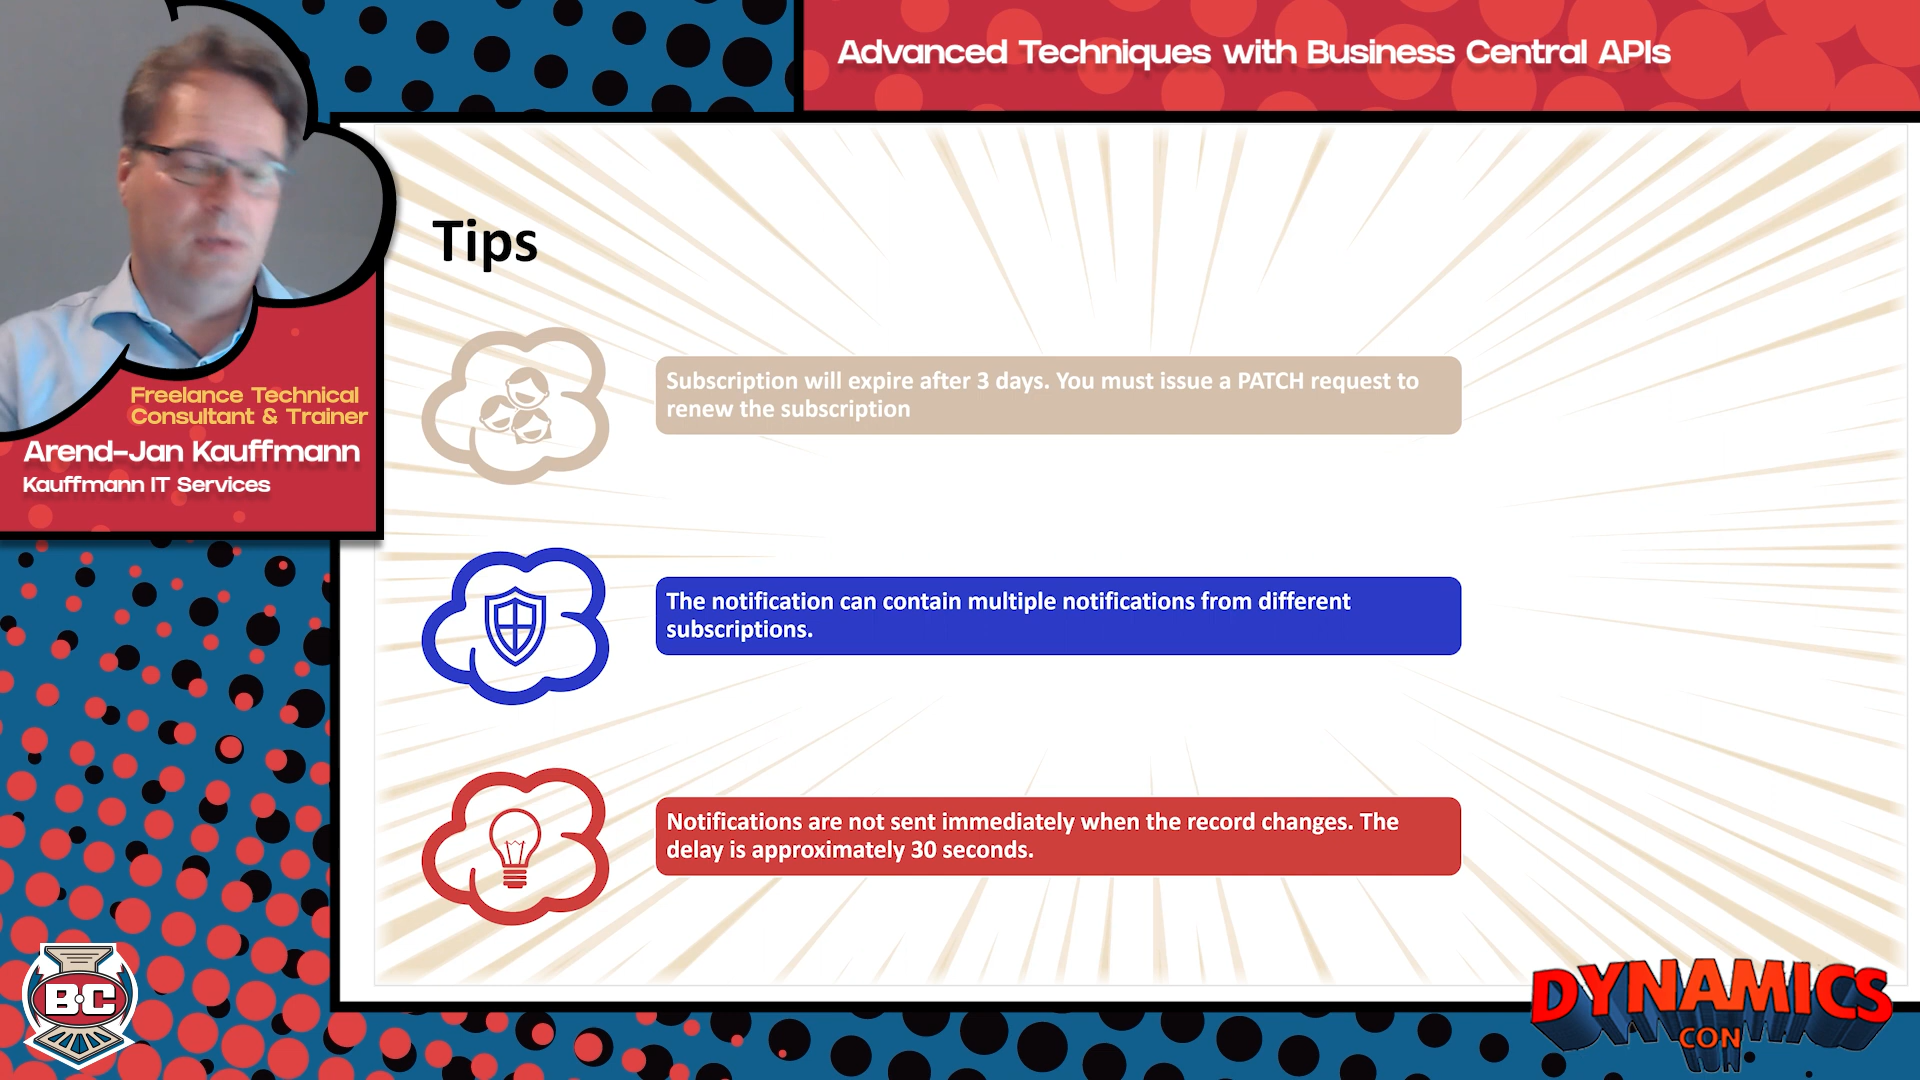 Advanced Techniques with Business Central APIs
Freelance Technical
Consultant & Trainer
Arend-Jan Kauffmann
Kauffmann IT Services
Tips
Subscription will expire after 3 days. You must issue a PATCH request to
renew the subscription
The notification can contain multiple notifications from different
subscriptions.
Notifications are not sent immediately when the record changes. The
delay is approximately 30 seconds.
B·C
DYNAMICS
CON